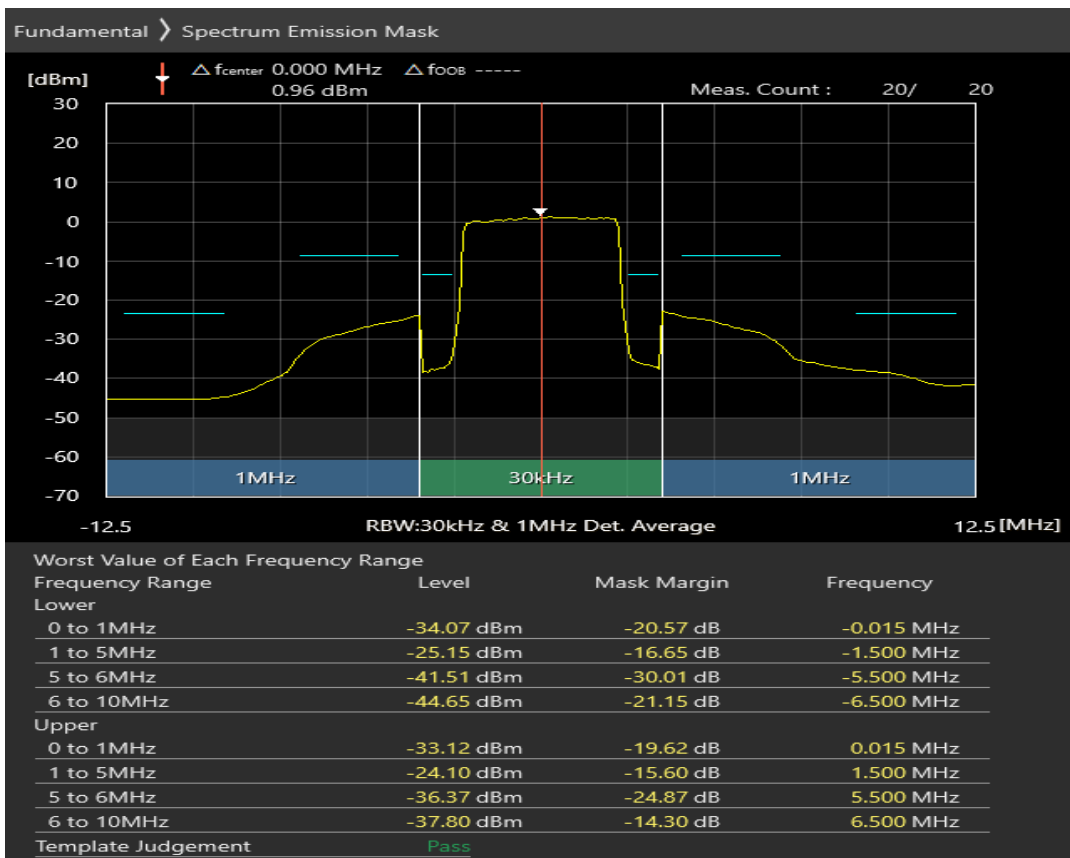 Fundamental ❯ Spectrum Emission Mask
[dBm] △ fcenter 0.000 MHz △ fOOB -----
0.96 dBm Meas. Count : 20/ 20
30
20
10
0
-10
-20
-30
-40
-50
-60
1MHz 30kHz 1MHz
-70
-12.5 RBW:30kHz & 1MHz Det. Average 12.5 [MHz]
Worst Value of Each Frequency Range
Frequency Range Level Mask Margin Frequency
Lower
0 to 1MHz -34.07 dBm -20.57 dB -0.015 MHz
1 to 5MHz -25.15 dBm -16.65 dB -1.500 MHz
5 to 6MHz -41.51 dBm -30.01 dB -5.500 MHz
6 to 10MHz -44.65 dBm -21.15 dB -6.500 MHz
Upper
0 to 1MHz -33.12 dBm -19.62 dB 0.015 MHz
1 to 5MHz -24.10 dBm -15.60 dB 1.500 MHz
5 to 6MHz -36.37 dBm -24.87 dB 5.500 MHz
6 to 10MHz -37.80 dBm -14.30 dB 6.500 MHz
Template Judgement Pass